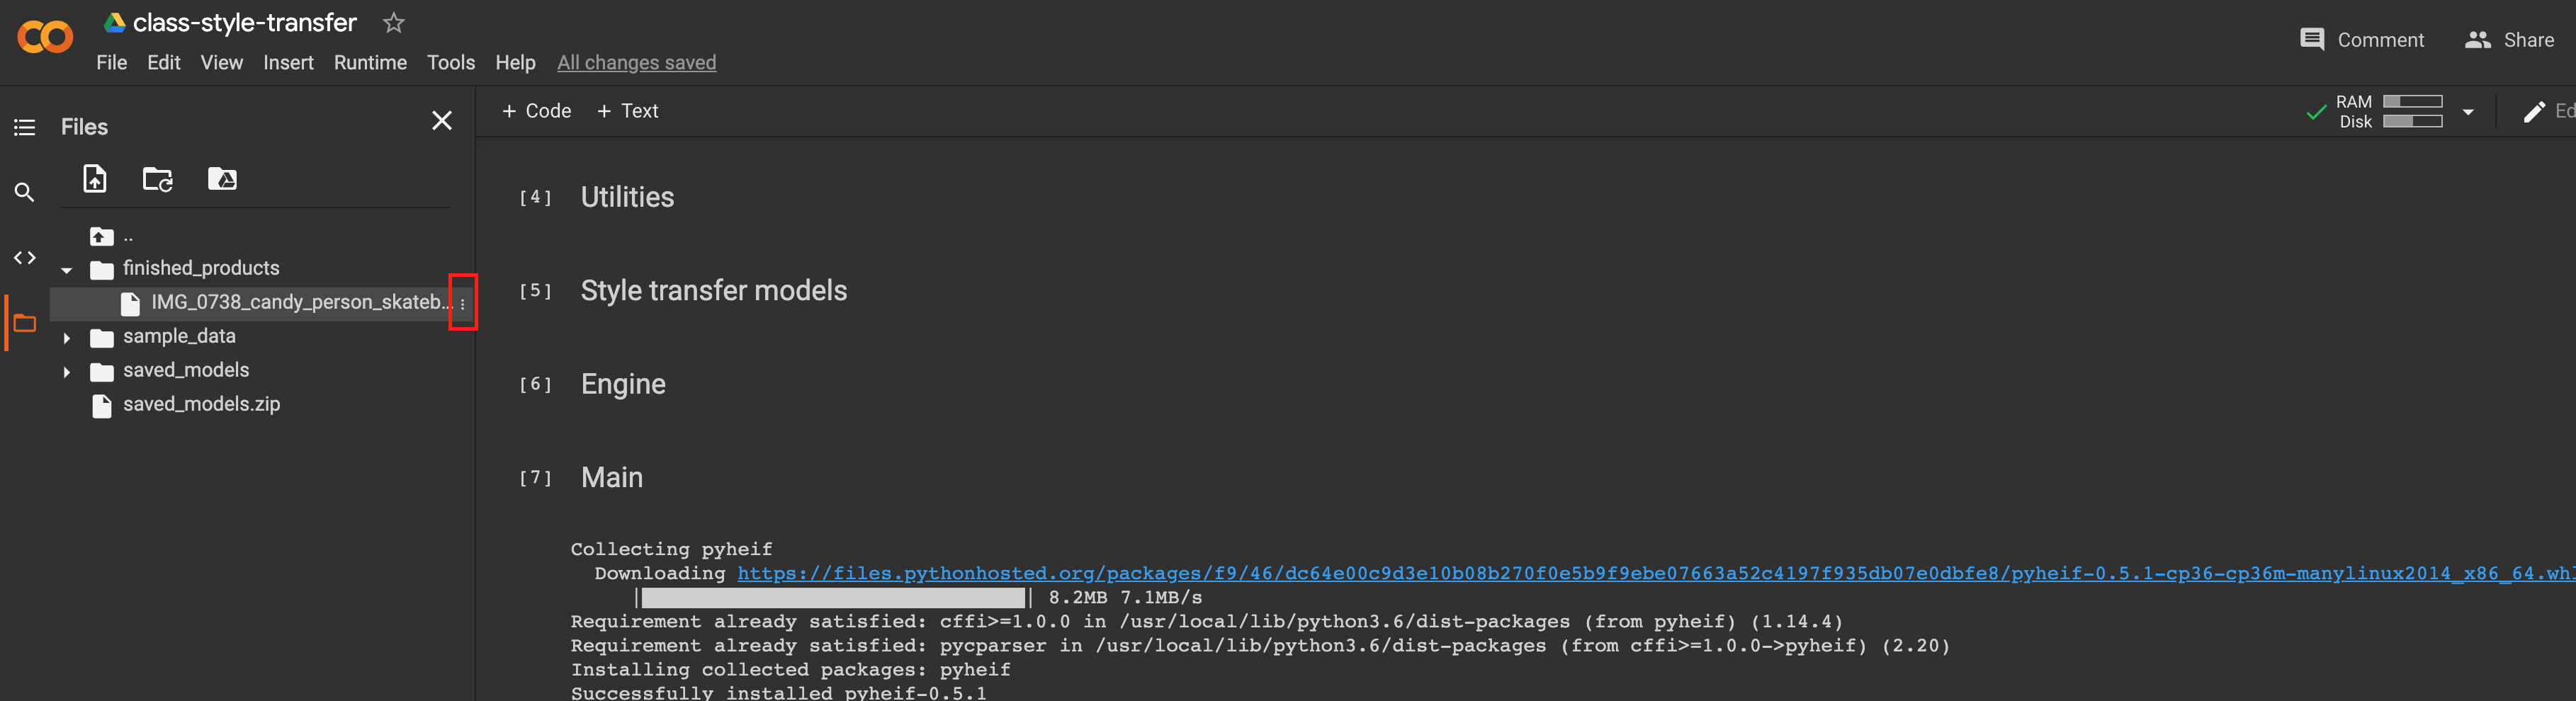 class-style-transfer
File Edit View Insert Runtime Tools Help All changes saved
Comment Share
Files
+ Code + Text
RAM
Disk
Ed
..
finished_products
IMG_0738_candy_person_skateb...
sample_data
saved_models
saved_models.zip
[4] Utilities
[5] Style transfer models
[6] Engine
[7] Main
Collecting pyheif
Downloading https://files.pythonhosted.org/packages/f9/46/dc64e00c9d3e10b08b270f0e5b9f9ebe07663a52c4197f935db07e0dbfe8/pyheif-0.5.1-cp36-cp36m-manylinux2014_x86_64.whl
| | 8.2MB 7.1MB/s
Requirement already satisfied: cffi>=1.0.0 in /usr/local/lib/python3.6/dist-packages (from pyheif) (1.14.4)
Requirement already satisfied: pycparser in /usr/local/lib/python3.6/dist-packages (from cffi>=1.0.0->pyheif) (2.20)
Installing collected packages: pyheif
Successfully installed pyheif-0.5.1